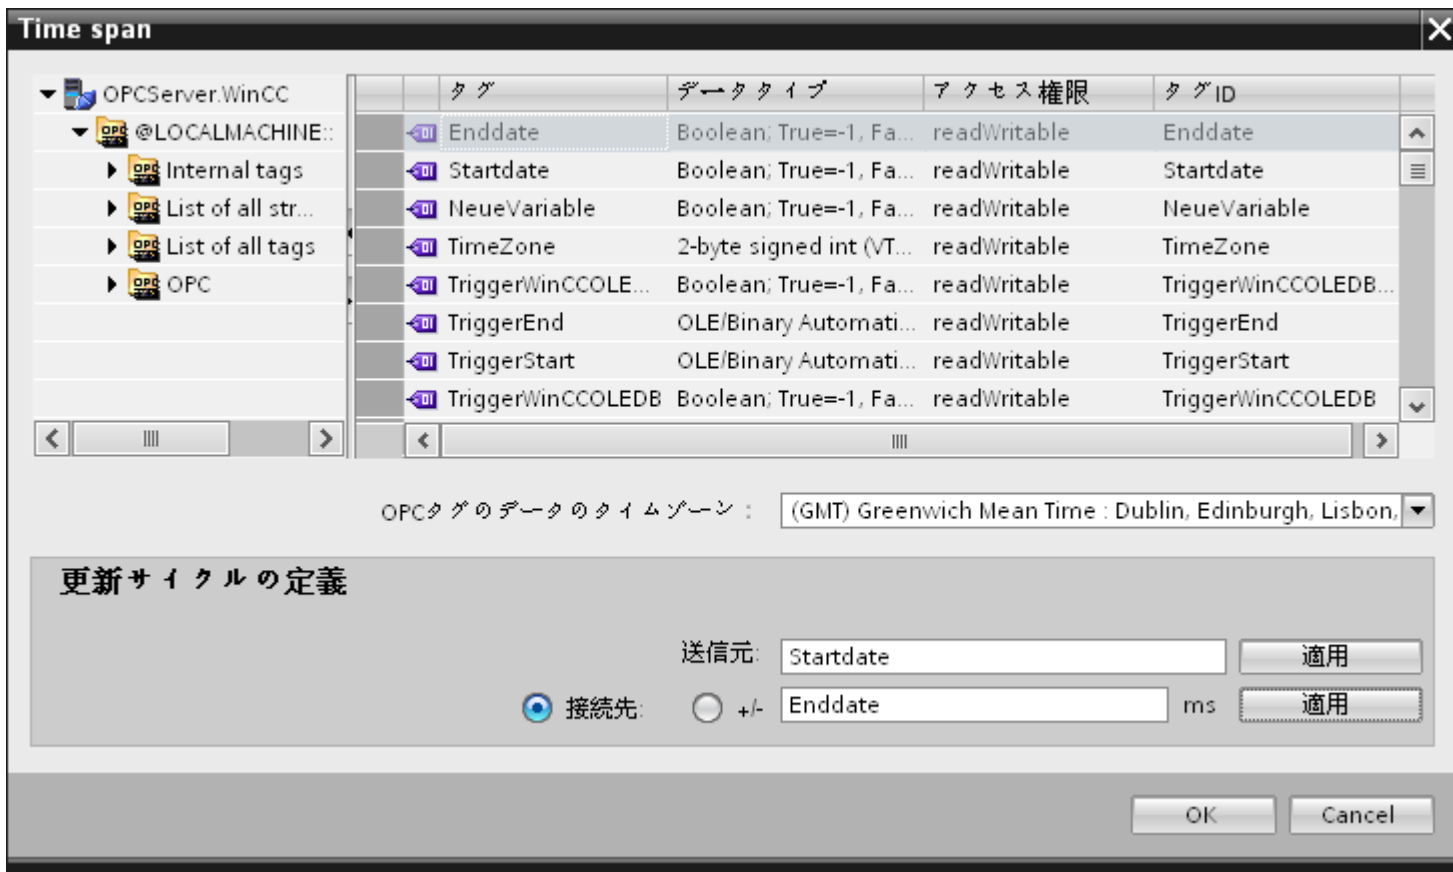 Time span
OPCServer.WinCC
@LOCALMACHINE::
Internal tags
List of all str...
List of all tags
OPC
タグ データタイプ アクセス権限 タグID
Enddate Boolean; True=-1, Fa... readWritable Enddate
Startdate Boolean; True=-1, Fa... readWritable Startdate
NeueVariable Boolean; True=-1, Fa... readWritable NeueVariable
TimeZone 2-byte signed int (VT... readWritable TimeZone
TriggerWinCCOLE... Boolean; True=-1, Fa... readWritable TriggerWinCCOLEDB...
TriggerEnd OLE/Binary Automati... readWritable TriggerEnd
TriggerStart OLE/Binary Automati... readWritable TriggerStart
TriggerWinCCOLEDB Boolean; True=-1, Fa... readWritable TriggerWinCCOLEDB
OPCタグのデータのタイムゾーン： (GMT) Greenwich Mean Time : Dublin, Edinburgh, Lisbon,
更新サイクルの定義
送信元: Startdate 適用
接続先: +/- Enddate ms 適用
OK Cancel